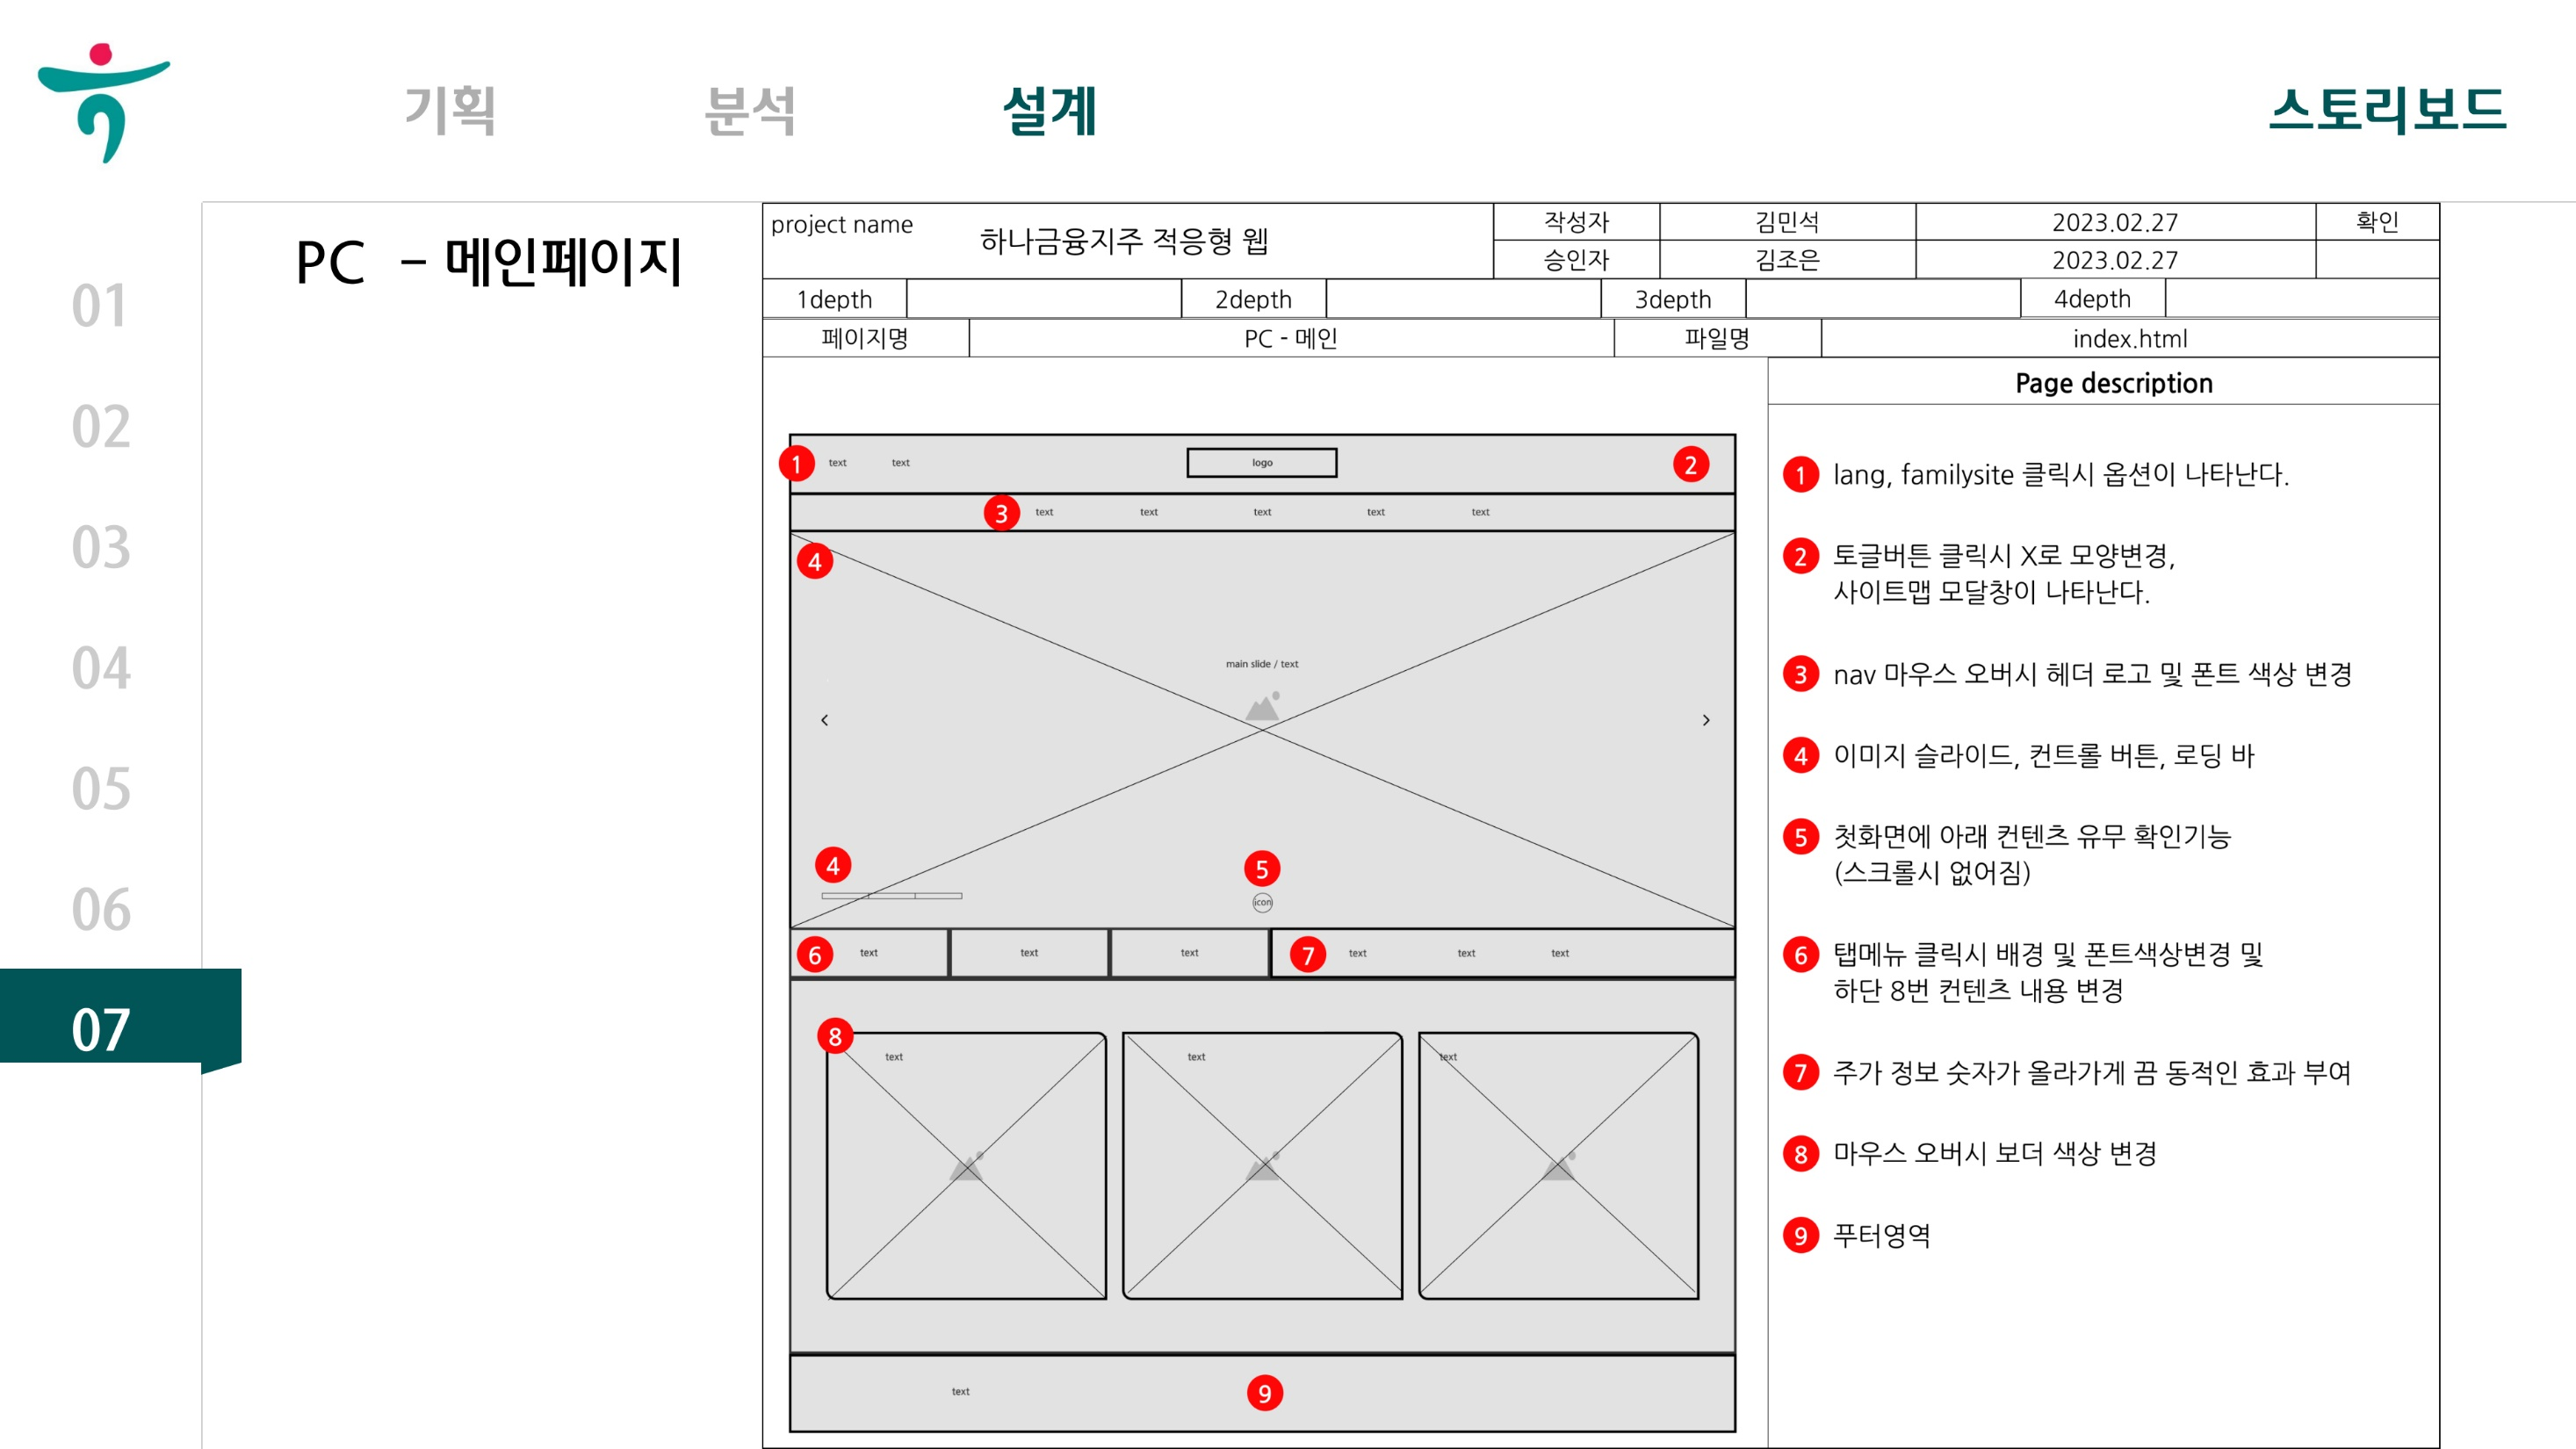 기획
분석
설계
스토리보드
PC - 메인페이지
01
02
03
04
05
06
07
project name
하나금융지주 적응형 웹
작성자 김민석 2023.02.27 확인
승인자 김조은 2023.02.27
1depth 2depth 3depth 4depth
페이지명 PC - 메인 파일명 index.html
1 text text logo 2
3 text text text text text
4
main slide / text
4
5
icon
6 text text text 7 text text text
8
text text text
text 9
Page description
1 lang, familysite 클릭시 옵션이 나타난다.
2 토글버튼 클릭시 X로 모양변경,
사이트맵 모달창이 나타난다.
3 nav 마우스 오버시 헤더 로고 및 폰트 색상 변경
4 이미지 슬라이드, 컨트롤 버튼, 로딩 바
5 첫화면에 아래 컨텐츠 유무 확인기능
(스크롤시 없어짐)
6 탭메뉴 클릭시 배경 및 폰트색상변경 및
하단 8번 컨텐츠 내용 변경
7 주가 정보 숫자가 올라가게 끔 동적인 효과 부여
8 마우스 오버시 보더 색상 변경
9 푸터영역